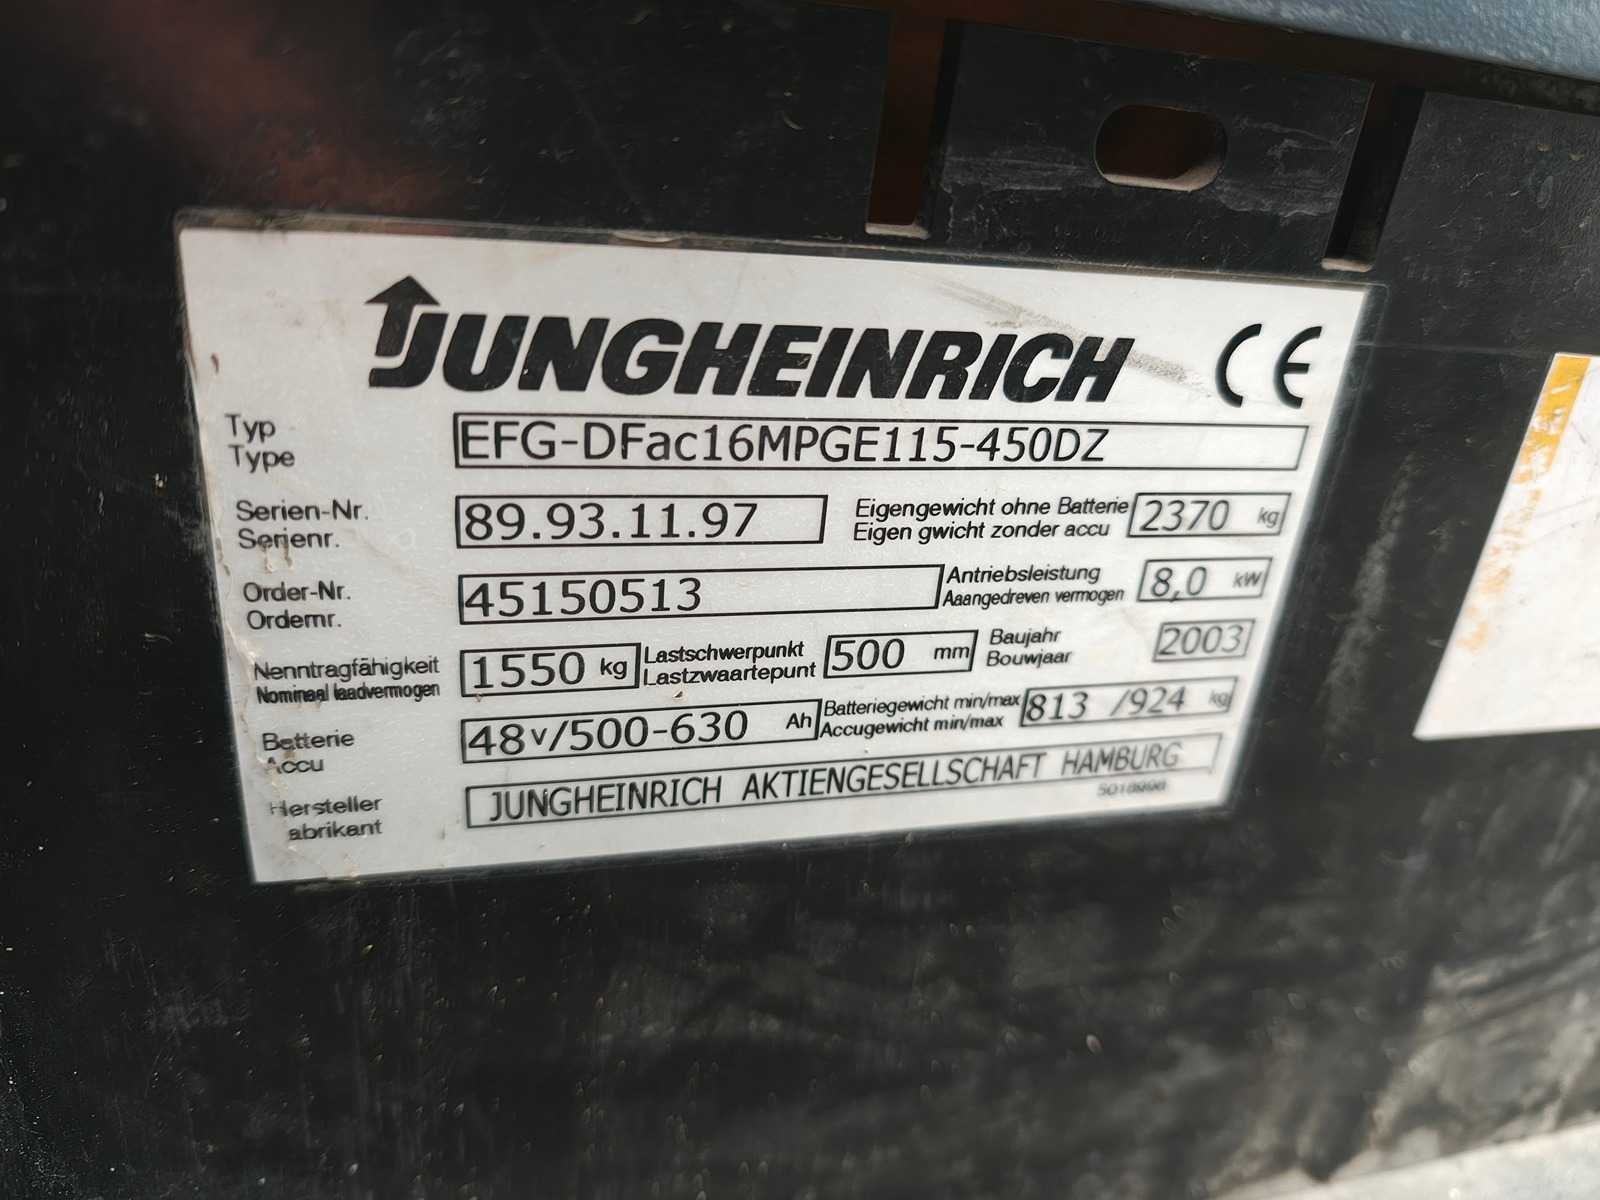 JUNGHEINRICH CE
Typ EFG-DFac16MPGE115-450DZ
Type
Serien-Nr. 89.93.11.97 Eigengewicht ohne Batterie 2370 kg
Serienr. Eigen gwicht zonder accu
Order-Nr. 45150513 Antriebsleistung 8,0 kW
Ordernr. Aaangedreven vermogen
Nenntragfähigkeit 1550 kg Lastschwerpunkt 500 mm Baujahr 2003
Nominaal laadvermogen Lastzwaartepunt Bouwjaar
Batterie 48v/500-630 Ah Batteriegewicht min/max 813 /924 kg
Accu Accugewicht min/max
Hersteller JUNGHEINRICH AKTIENGESELLSCHAFT HAMBURG
abrikant